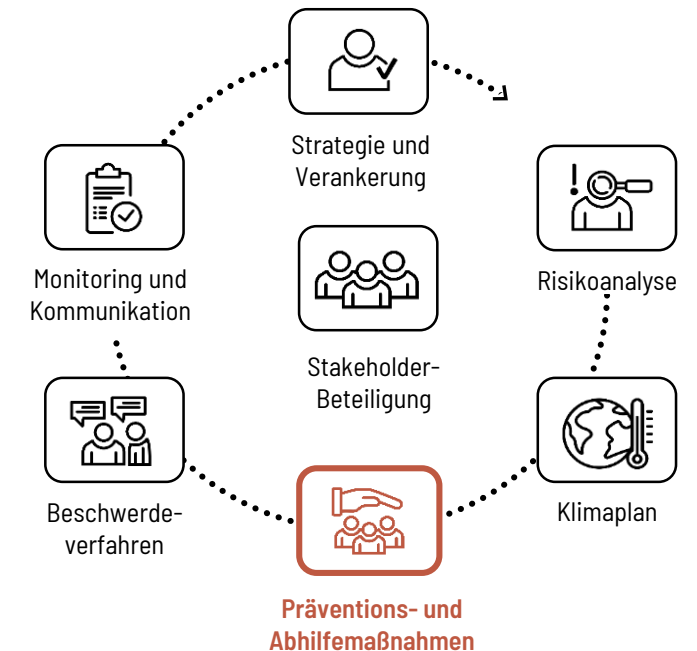 Strategie und
Verankerung
Risikoanalyse
Klimaplan
Präventions- und
Abhilfemaßnahmen
Beschwerde-
verfahren
Monitoring und
Kommunikation
Stakeholder-
Beteiligung